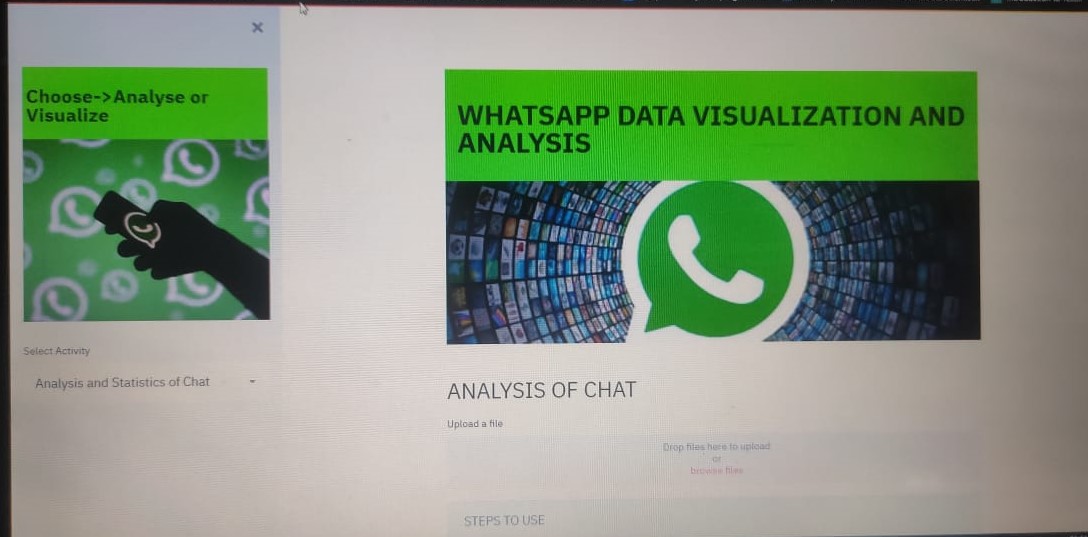 Choose->Analyse or
Visualize
Select Activity
Analysis and Statistics of Chat
WHATSAPP DATA VISUALIZATION AND
ANALYSIS
ANALYSIS OF CHAT
Upload a file
Drop files here to upload
or
browse files
STEPS TO USE